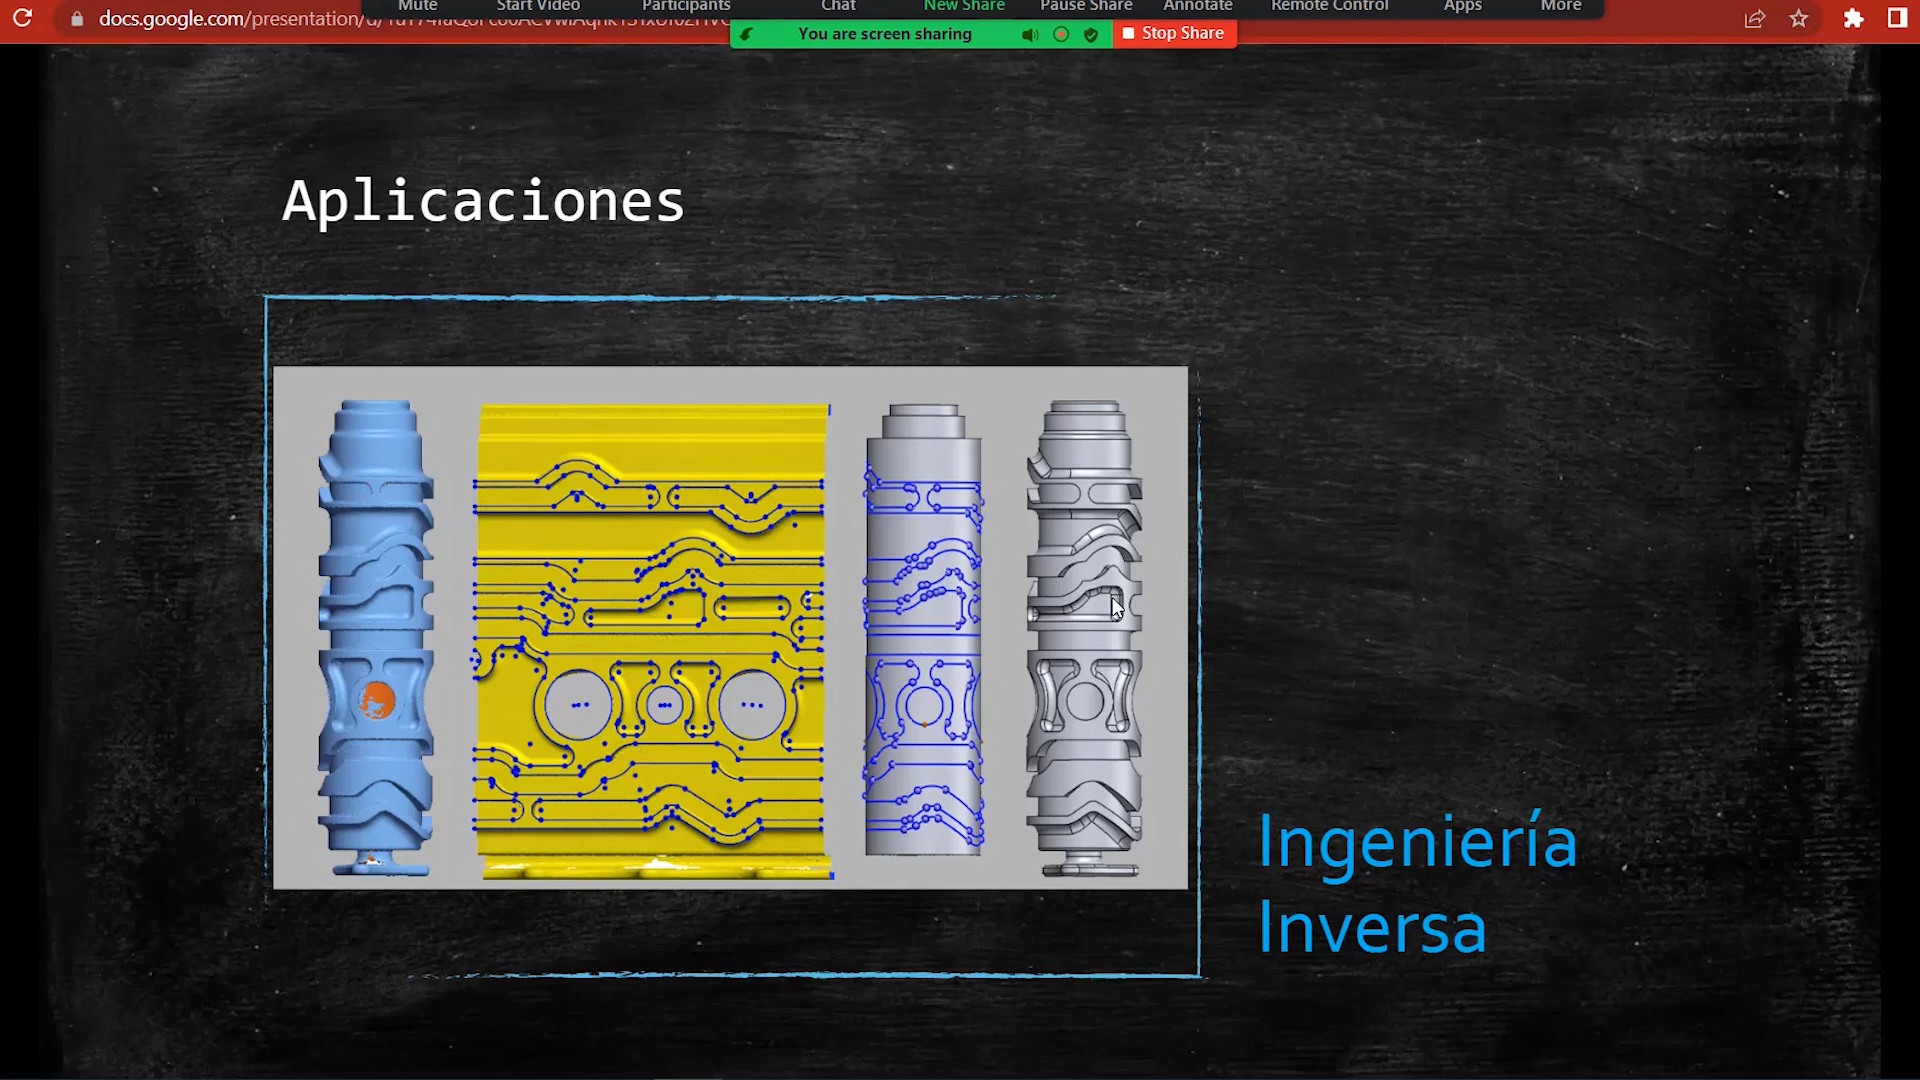 Mute Start Video Participants Chat New Share Pause Share Annotate Remote Control Apps More
docs.google.com/presentation/
You are screen sharing Stop Share
Aplicaciones
Ingeniería
Inversa